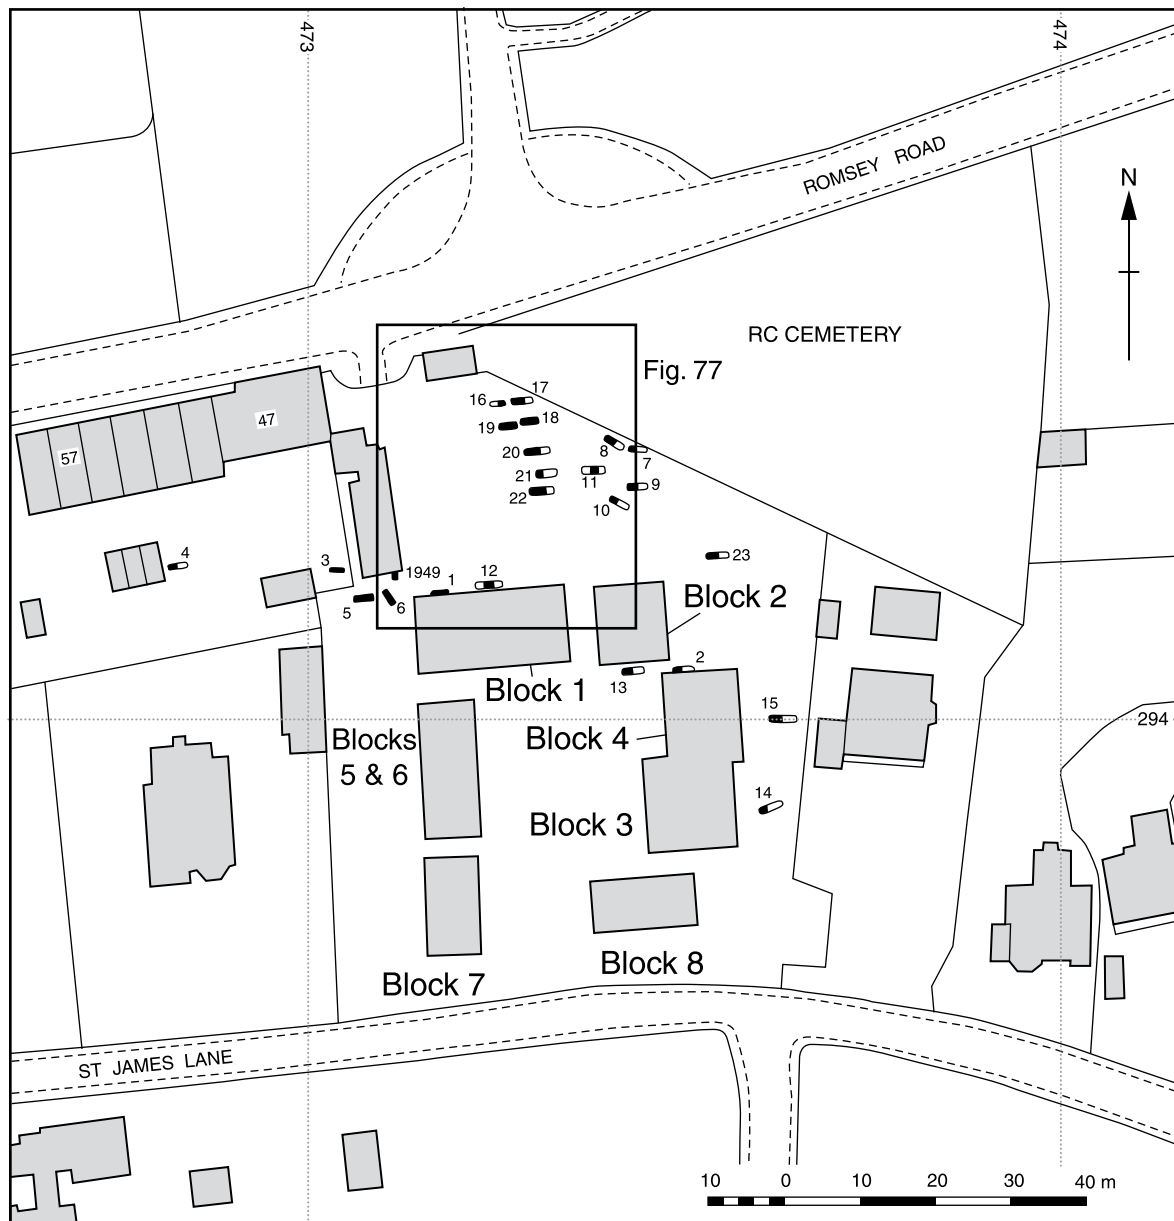 473
474
ROMSEY ROAD
N
RC CEMETERY
Fig. 77
17
16
47
18
19
57
8
20
7
21
11
9
22
10
4
3
23
1949
12
1
5
6
Block 2
2
13
Block 1
15
294
Blocks
5 & 6
Block 4
14
Block 3
Block 8
Block 7
ST JAMES LANE
10 0 10 20 30 40 m